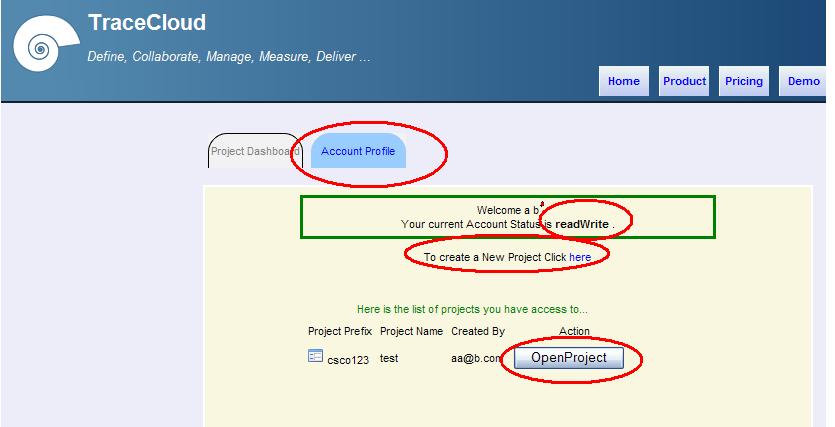 TraceCloud
Define, Collaborate, Manage, Measure, Deliver ...
Home Product Pricing Demo
Project Dashboard Account Profile
Welcome a b
Your current Account Status is readWrite .
To create a New Project Click here
Here is the list of projects you have access to...
Project Prefix Project Name Created By Action
csco123 test aa@b.com OpenProject